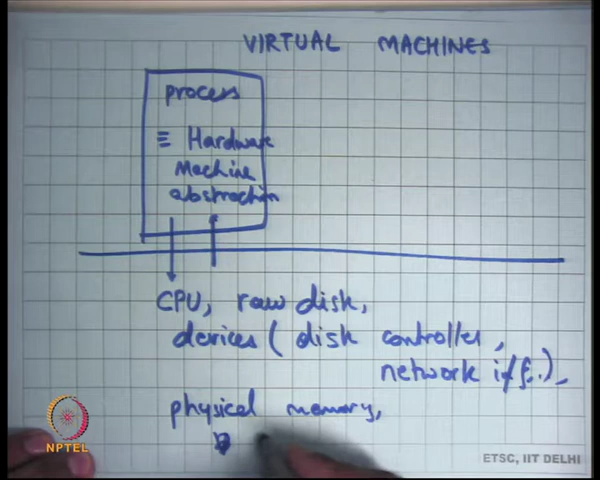 VIRTUAL MACHINES
process
≡ Hardware
Machine
abstraction
CPU, raw disk,
devices ( disk controller,
network i/f..),
physical memory,
NPTEL
ETSC, IIT DELHI